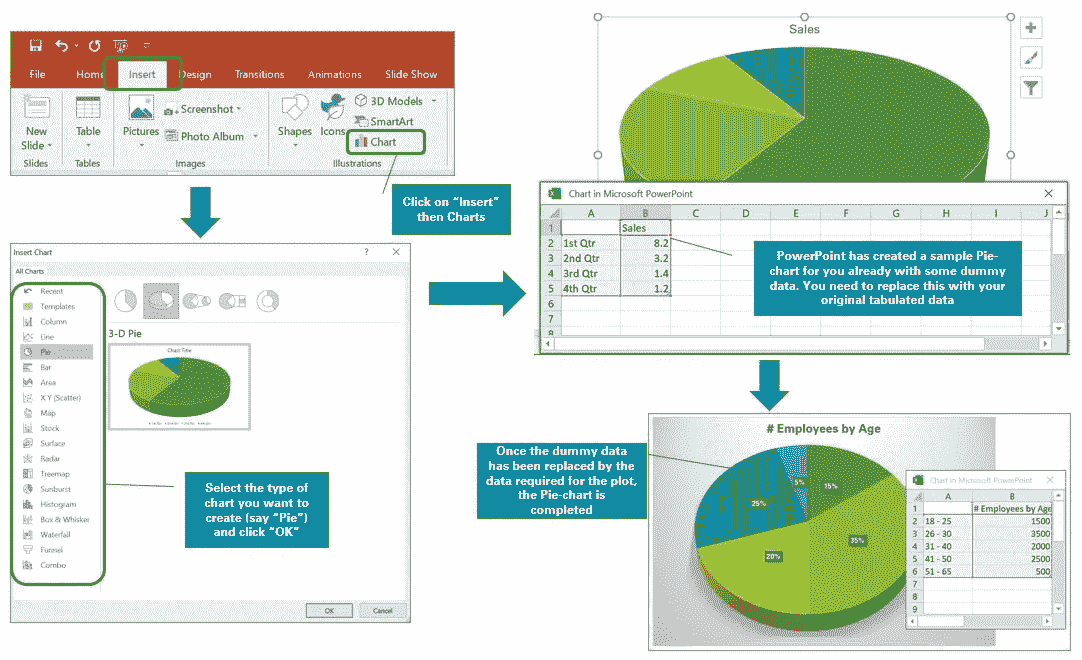 File Home Insert Design Transitions Animations Slide Show
New Slide
Slides
Table
Tables
Pictures
Screenshot
Photo Album
Images
Shapes
Icons
3D Models
SmartArt
Chart
Illustrations
Click on “Insert”
then Charts
Insert Chart ? ×
All Charts
Recent
Templates
Column
Line
Pie
Bar
Area
X Y (Scatter)
Map
Stock
Surface
Radar
Treemap
Sunburst
Histogram
Box & Whisker
Waterfall
Funnel
Combo
3-D Pie
Chart Title
Select the type of
chart you want to
create (say “Pie”)
and click “OK”
OK Cancel
Sales
Chart in Microsoft PowerPoint ×
A B C D E F G H I J
1 Sales
2 1st Qtr 8.2
3 2nd Qtr 3.2
4 3rd Qtr 1.4
5 4th Qtr 1.2
6
7
8
PowerPoint has created a sample Pie-
chart for you already with some dummy
data. You need to replace this with your
original tabulated data
Once the dummy data
has been replaced by the
data required for the plot,
the Pie-chart is
completed
# Employees by Age
5%
15%
25%
35%
20%
Chart in Microsoft PowerPoint ×
A B
1 # Employees by Age
2 18 - 25 1500
3 26 - 30 3500
4 31 - 40 2000
5 41 - 50 2500
6 51 - 65 500
7
8
9